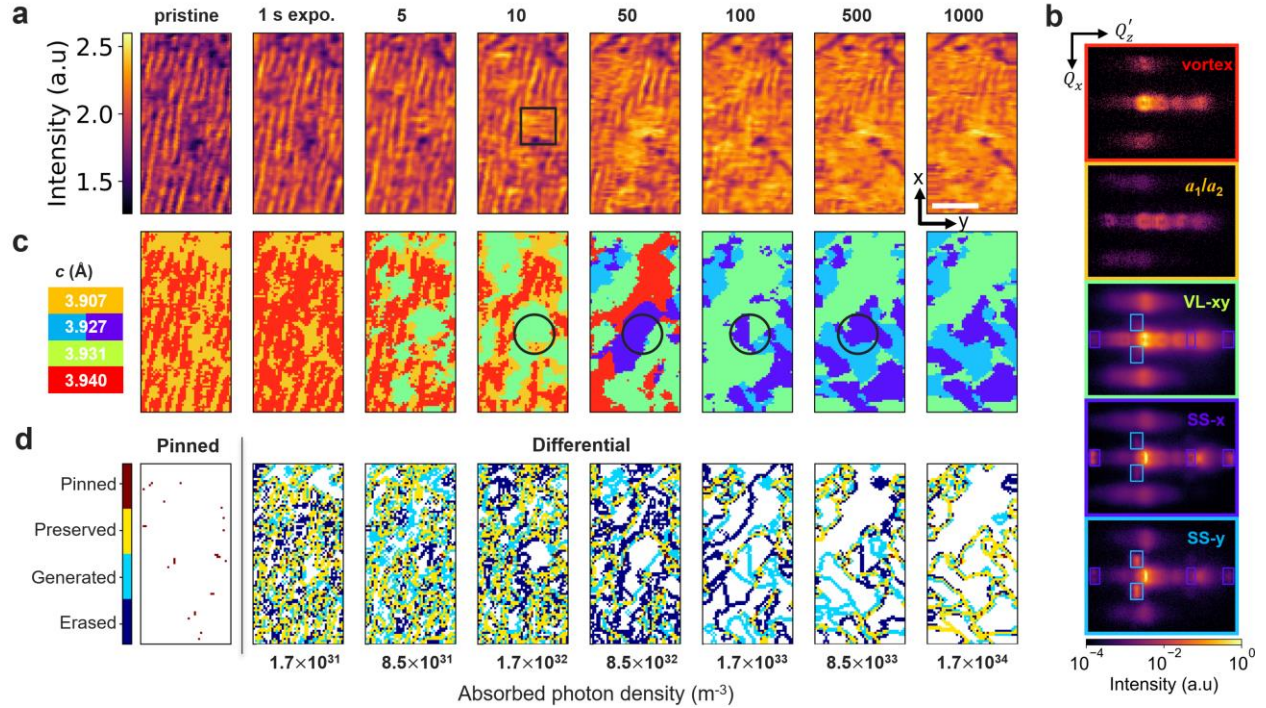 a
pristine 1 s expo. 5 10 50 100 500 1000
Intensity (a.u)
2.5
2.0
1.5
x
y
b
Q'z
Qx
vortex
a1/a2
VL-xy
SS-x
SS-y
10−4 10−2 100
Intensity (a.u)
c
c (Å)
3.907
3.927
3.931
3.940
d
Pinned Differential
Pinned
Preserved
Generated
Erased
1.7×10^31 8.5×10^31 1.7×10^32 8.5×10^32 1.7×10^33 8.5×10^33 1.7×10^34
Absorbed photon density (m-3)